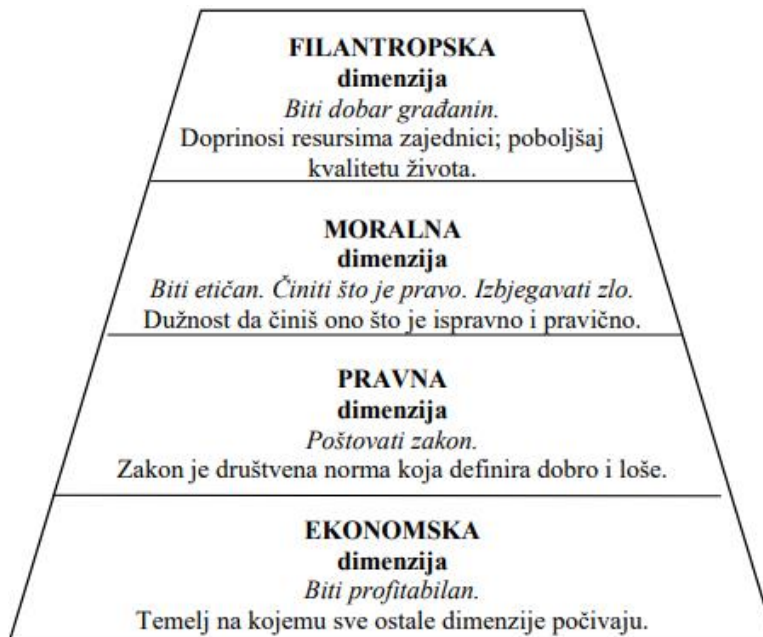 FILANTROPSKA
dimenzija
Biti dobar građanin.
Doprinosi resursima zajednici; poboljšaj
kvalitetu života.
MORALNA
dimenzija
Biti etičan. Činiti što je pravo. Izbjegavati zlo.
Dužnost da činiš ono što je ispravno i pravično.
PRAVNA
dimenzija
Poštovati zakon.
Zakon je društvena norma koja definira dobro i loše.
EKONOMSKA
dimenzija
Biti profitabilan.
Temelj na kojemu sve ostale dimenzije počivaju.